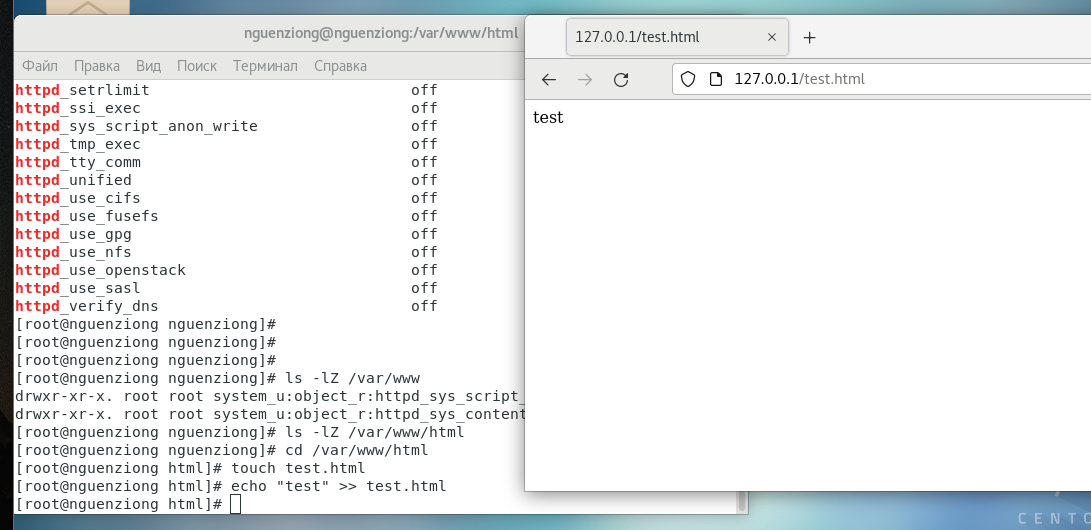 nguenziong@nguenziong:/var/www/html
Файл Правка Вид Поиск Терминал Справка
httpd_setrlimit off
httpd_ssi_exec off
httpd_sys_script_anon_write off
httpd_tmp_exec off
httpd_tty_comm off
httpd_unified off
httpd_use_cifs off
httpd_use_fusefs off
httpd_use_gpg off
httpd_use_nfs off
httpd_use_openstack off
httpd_use_sasl off
httpd_verify_dns off
[root@nguenziong nguenziong]#
[root@nguenziong nguenziong]#
[root@nguenziong nguenziong]#
[root@nguenziong nguenziong]# ls -lZ /var/www
drwxr-xr-x. root root system_u:object_r:httpd_sys_script_
drwxr-xr-x. root root system_u:object_r:httpd_sys_content
[root@nguenziong nguenziong]# ls -lZ /var/www/html
[root@nguenziong nguenziong]# cd /var/www/html
[root@nguenziong html]# touch test.html
[root@nguenziong html]# echo "test" >> test.html
[root@nguenziong html]#
127.0.0.1/test.html
127.0.0.1/test.html
test
CENTO